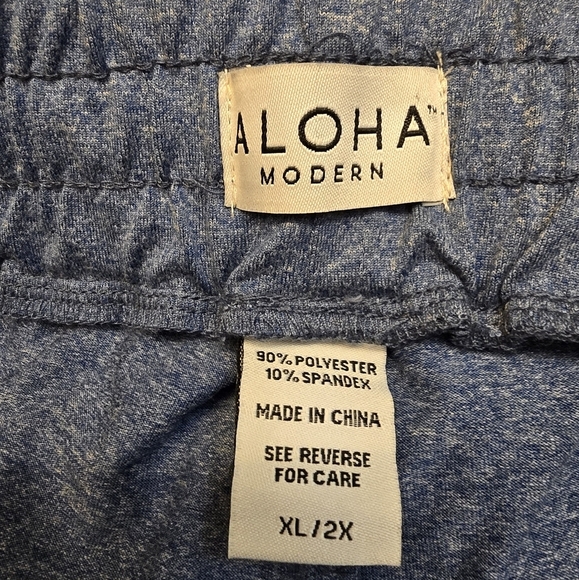 ALOHA™
MODERN
90% POLYESTER
10% SPANDEX
MADE IN CHINA
SEE REVERSE
FOR CARE
XL/2X